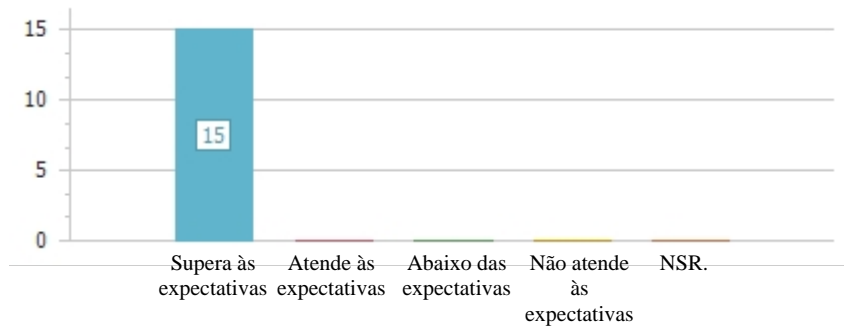 15
10
5
0
15
Supera às
expectativas
Atende às
expectativas
Abaixo das
expectativas
Não atende
às
expectativas
NSR.